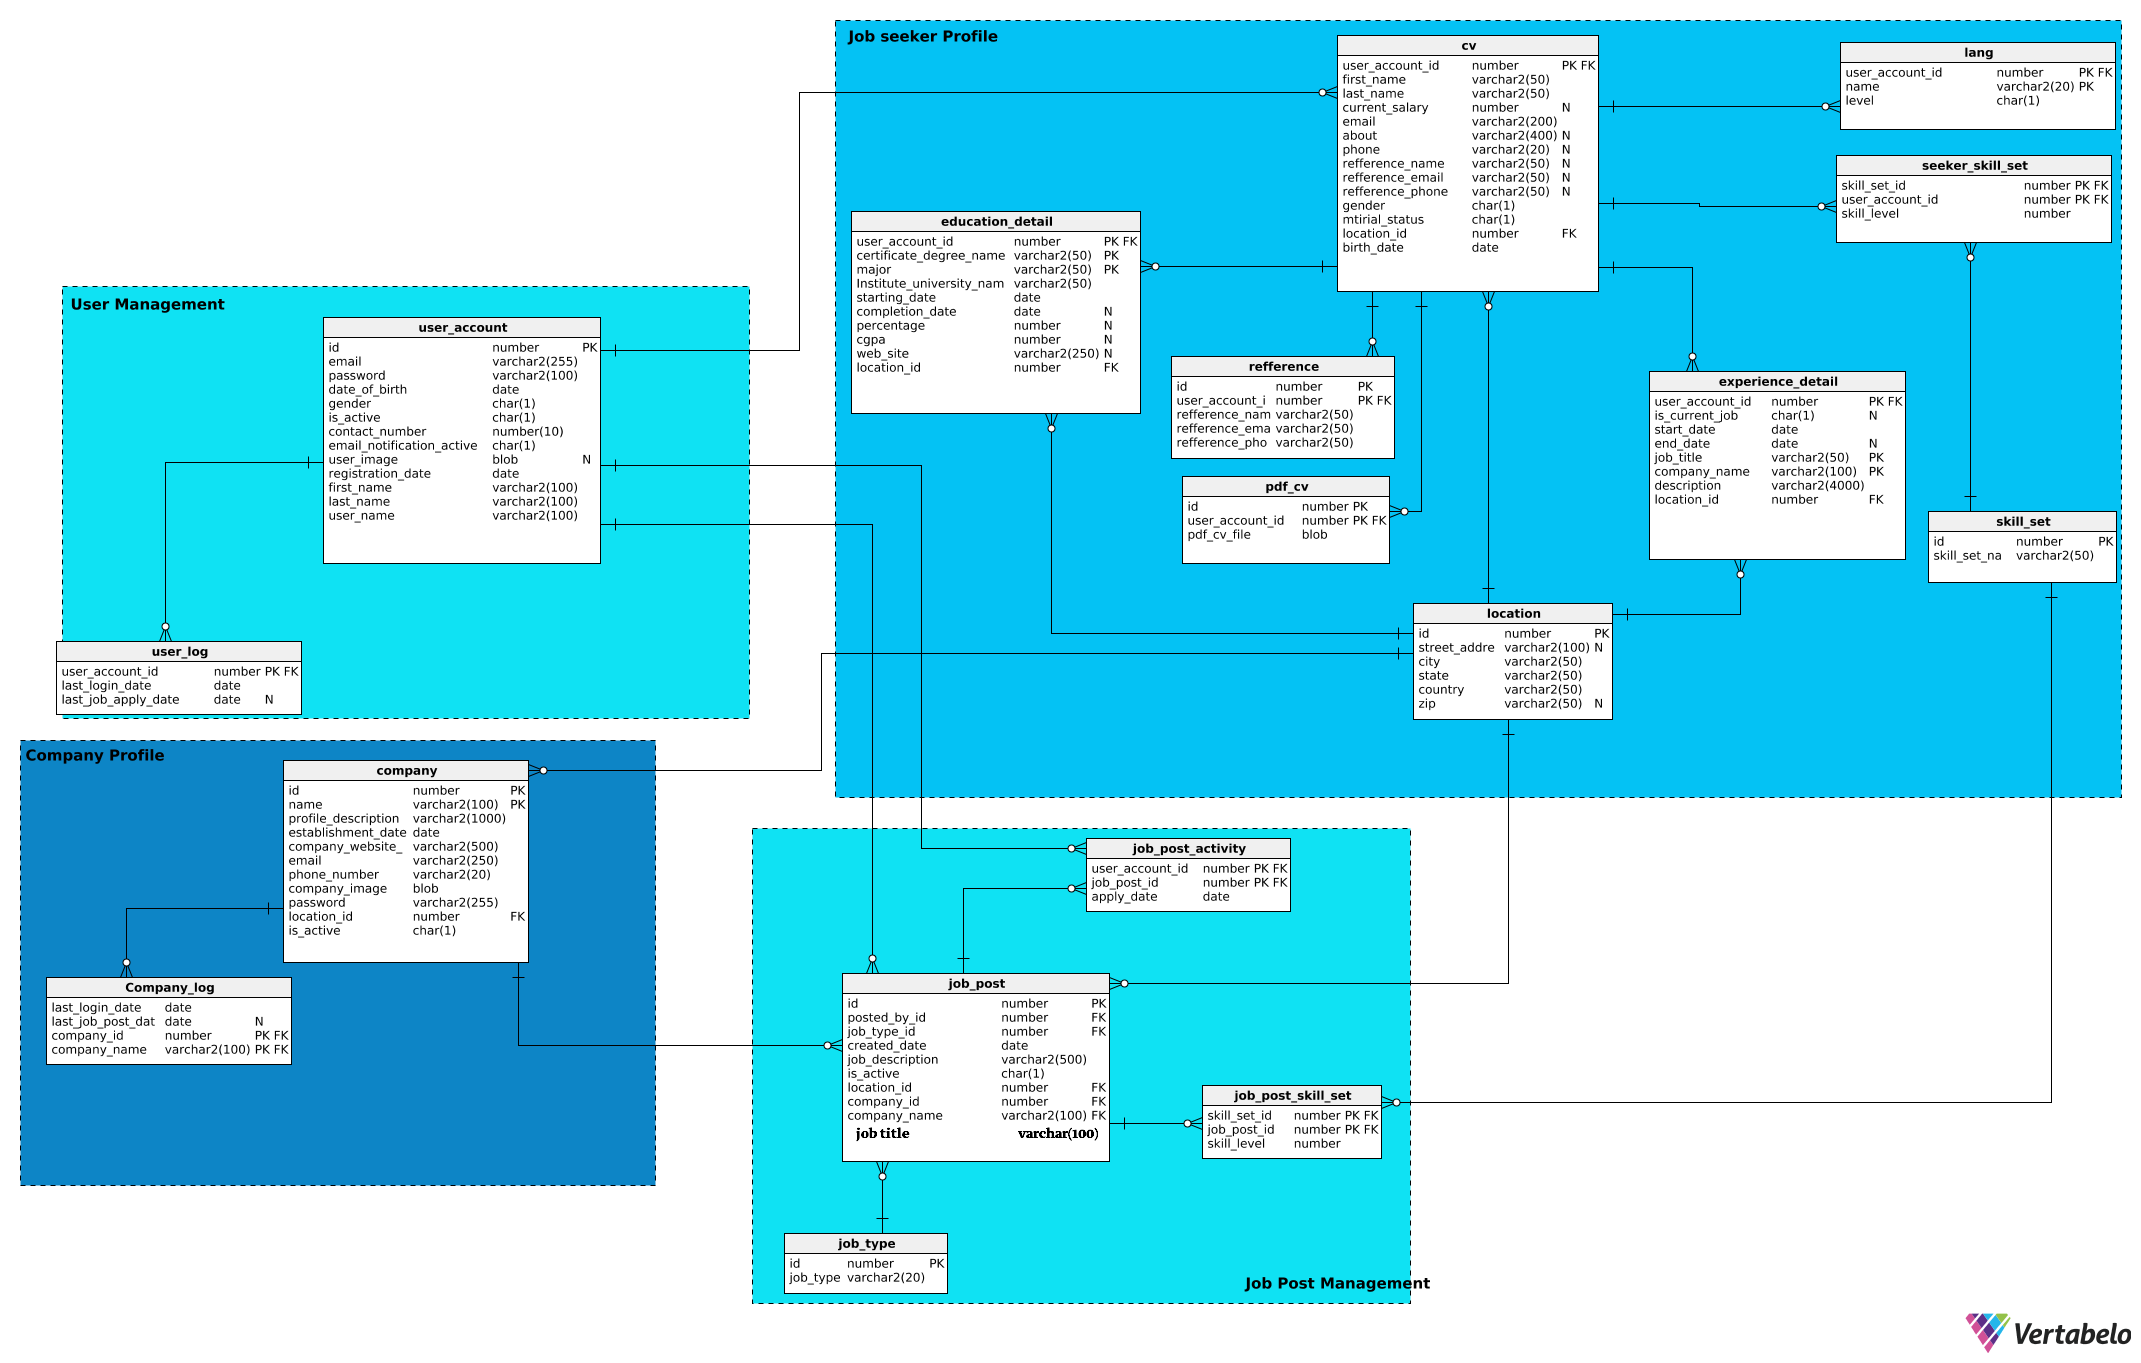 Job seeker Profile
cv
user_account_id number PK FK
first_name varchar2(50)
last_name varchar2(50)
current_salary number N
email varchar2(200)
about varchar2(400) N
phone varchar2(20) N
refference_name varchar2(50) N
refference_email varchar2(50) N
refference_phone varchar2(50) N
gender char(1)
mtirial_status char(1)
location_id number FK
birth_date date
lang
user_account_id number PK FK
name varchar2(20) PK
level char(1)
seeker_skill_set
skill_set_id number PK FK
user_account_id number PK FK
skill_level number
education_detail
user_account_id number PK FK
certificate_degree_name varchar2(50) PK
major varchar2(50) PK
Institute_university_nam varchar2(50)
starting_date date
completion_date date N
percentage number N
cgpa number N
web_site varchar2(250) N
location_id number FK
refference
id number PK
user_account_i number PK FK
refference_nam varchar2(50)
refference_ema varchar2(50)
refference_pho varchar2(50)
pdf_cv
id number PK
user_account_id number PK FK
pdf_cv_file blob
experience_detail
user_account_id number PK FK
is_current_job char(1) N
start_date date
end_date date N
job_title varchar2(50) PK
company_name varchar2(100) PK
description varchar2(4000)
location_id number FK
skill_set
id number PK
skill_set_na varchar2(50)
location
id number PK
street_addre varchar2(100) N
city varchar2(50)
state varchar2(50)
country varchar2(50)
zip varchar2(50) N
User Management
user_account
id number PK
email varchar2(255)
password varchar2(100)
date_of_birth date
gender char(1)
is_active char(1)
contact_number number(10)
email_notification_active char(1)
user_image blob N
registration_date date
first_name varchar2(100)
last_name varchar2(100)
user_name varchar2(100)
user_log
user_account_id number PK FK
last_login_date date
last_job_apply_date date N
Company Profile
company
id number PK
name varchar2(100) PK
profile_description varchar2(1000)
establishment_date date
company_website_ varchar2(500)
email varchar2(250)
phone_number varchar2(20)
company_image blob
password varchar2(255)
location_id number FK
is_active char(1)
Company_log
last_login_date date
last_job_post_dat date N
company_id number PK FK
company_name varchar2(100) PK FK
job_post_activity
user_account_id number PK FK
job_post_id number PK FK
apply_date date
job_post
id number PK
posted_by_id number FK
job_type_id number FK
created_date date
job_description varchar2(500)
is_active char(1)
location_id number FK
company_id number FK
company_name varchar2(100) FK
job title varchar(100)
job_post_skill_set
skill_set_id number PK FK
job_post_id number PK FK
skill_level number
job_type
id number PK
job_type varchar2(20)
Job Post Management
Vertabelo